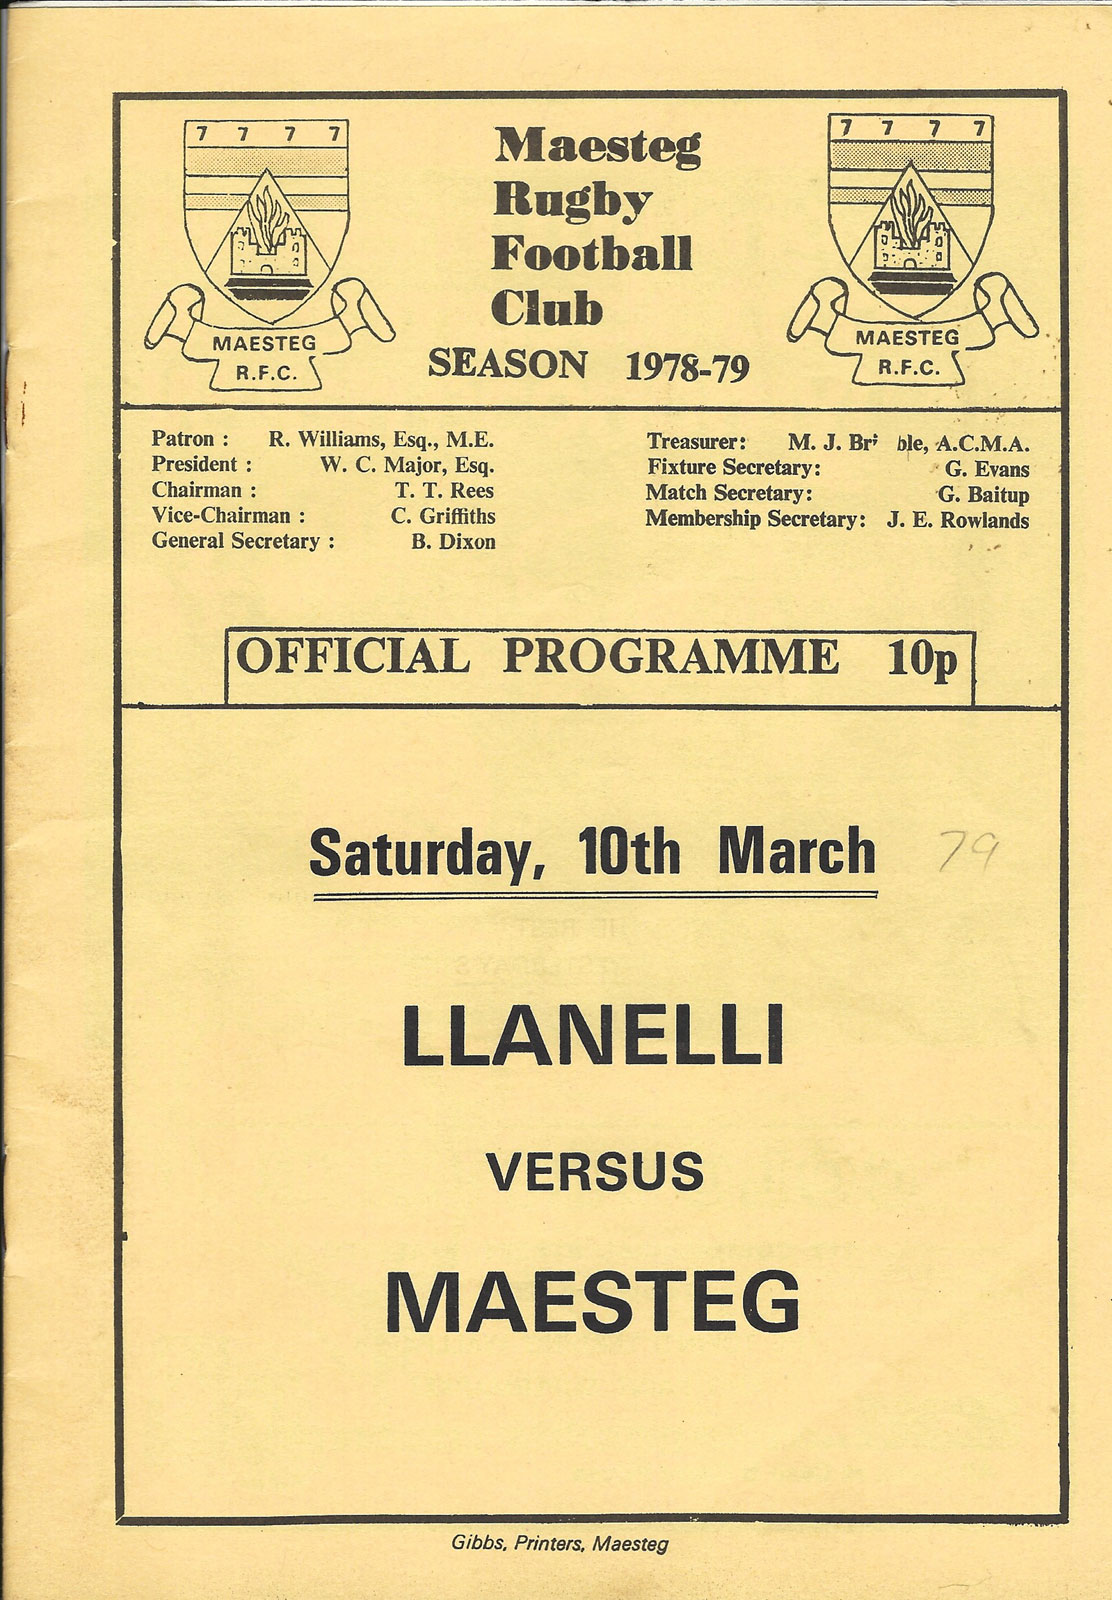 7 7 7 7
MAESTEG
R.F.C.
Maesteg
Rugby
Football
Club
SEASON 1978-79
7 7 7 7
MAESTEG
R.F.C.
Patron : R. Williams, Esq., M.E.
President : W. C. Major, Esq.
Chairman : T. T. Rees
Vice-Chairman : C. Griffiths
General Secretary : B. Dixon
Treasurer: M. J. A.C.M.A.
Fixture Secretary: G. Evans
Match Secretary: G. Baitup
Membership Secretary: J. E. Rowlands
OFFICIAL PROGRAMME 10p
Saturday, 10th March 79
LLANELLI
VERSUS
MAESTEG
Gibbs, Printers, Maesteg